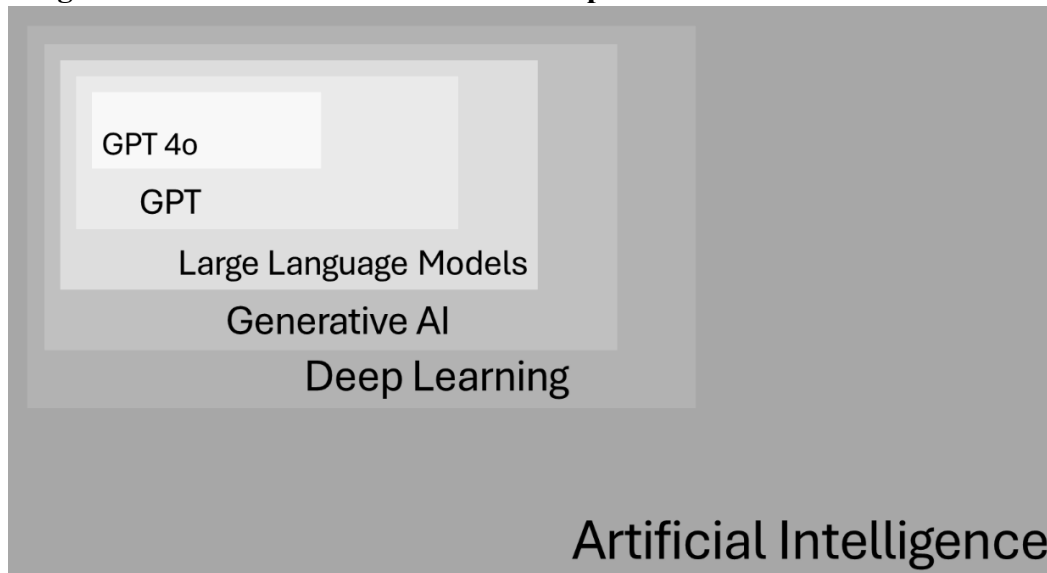 GPT 4o
GPT
Large Language Models
Generative AI
Deep Learning
Artificial Intelligence